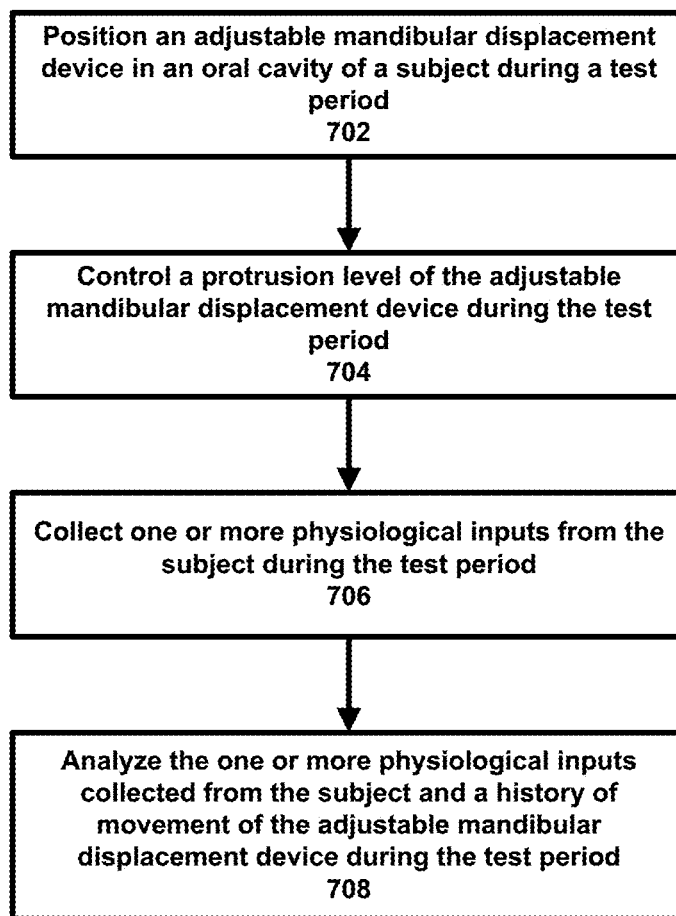 Position an adjustable mandibular displacement
device in an oral cavity of a subject during a test
period
702
Control a protrusion level of the adjustable
mandibular displacement device during the test
period
704
Collect one or more physiological inputs from the
subject during the test period
706
Analyze the one or more physiological inputs
collected from the subject and a history of
movement of the adjustable mandibular
displacement device during the test period
708